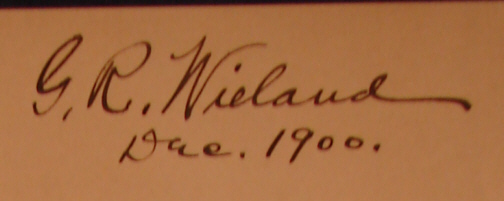 G. R. Wieland
Dec. 1900.